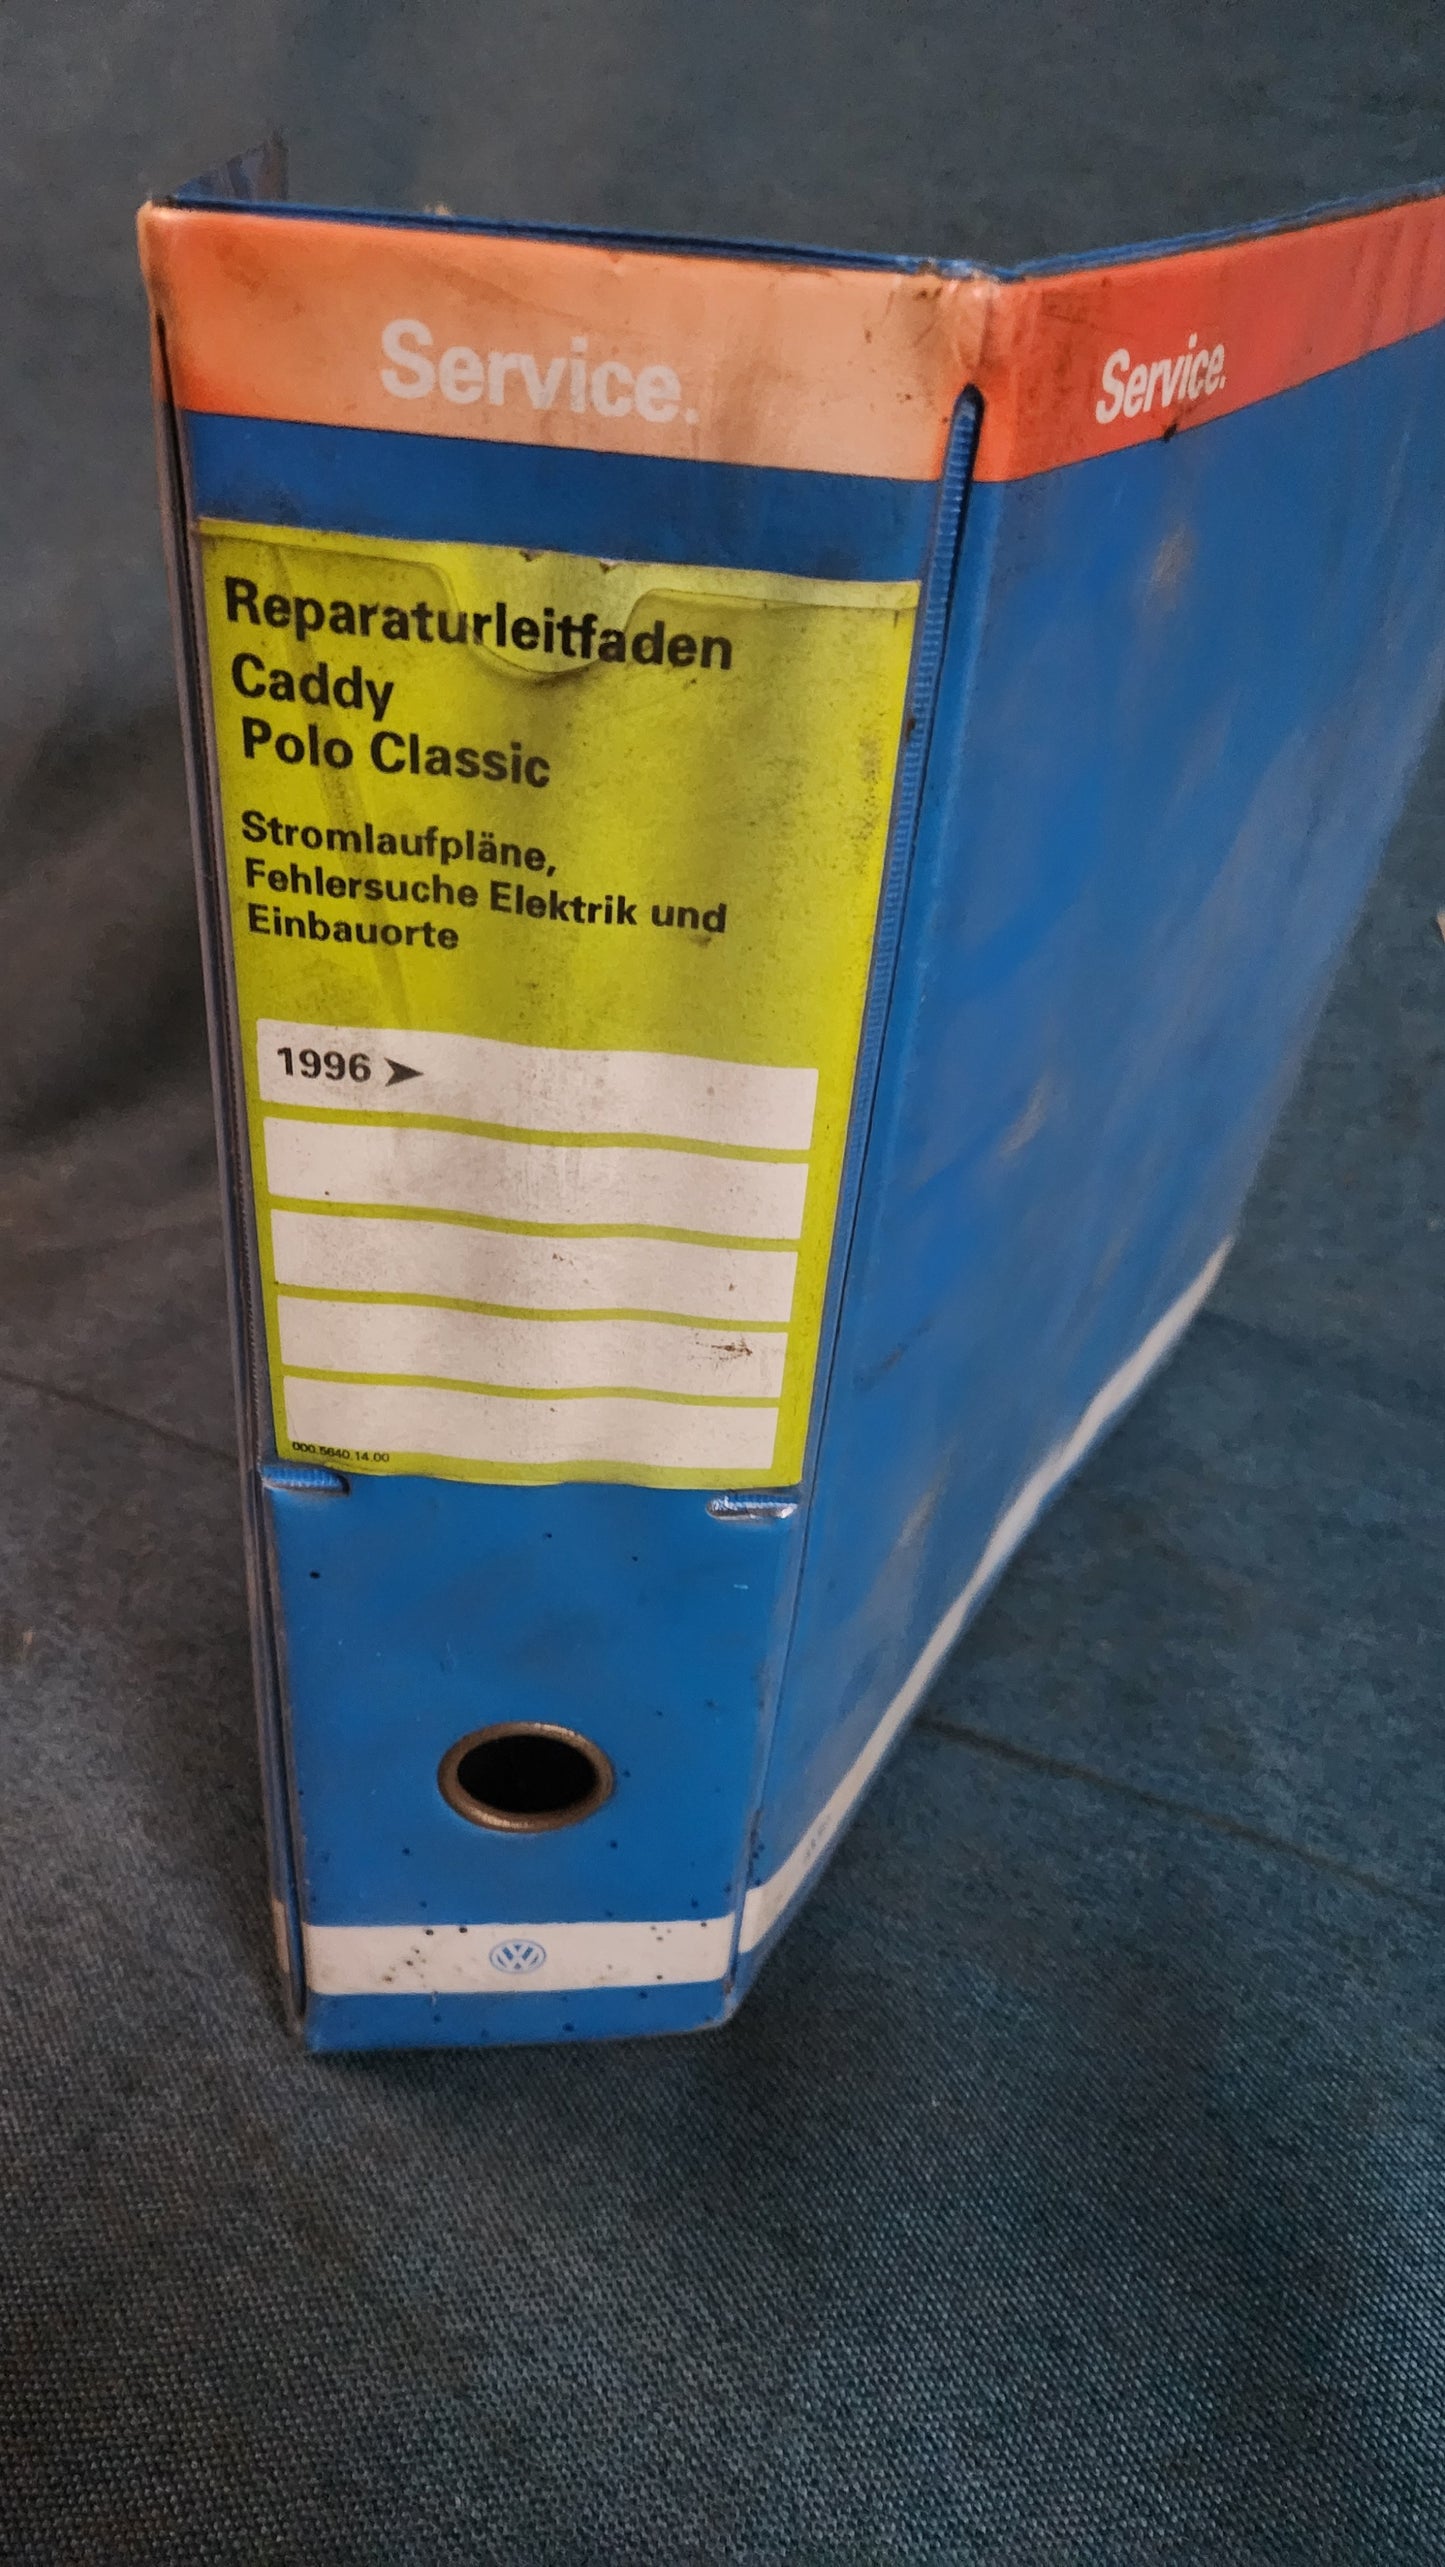 Service.
Service.
Reparaturleitfaden
Caddy
Polo Classic
Stromlaufpläne,
Fehlersuche Elektrik und
Einbauorte
1996 ➤
000.5640.14.00